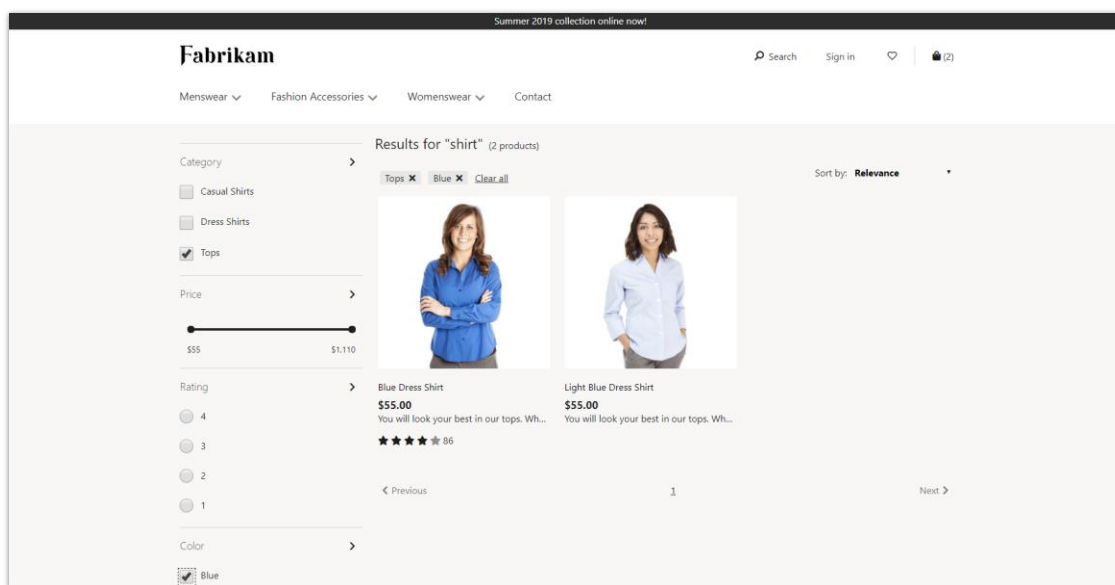 Summer 2019 collection online now!
Fabrikam
Search Sign in (2)
Menswear Fashion Accessories Womenswear Contact
Category
Casual Shirts
Dress Shirts
Tops
Price
$55 $1,110
Rating
4
3
2
1
Color
Blue
Results for "shirt" (2 products)
Tops Blue Clear all
Sort by: Relevance
Blue Dress Shirt
$55.00
You will look your best in our tops. Wh...
86
Light Blue Dress Shirt
$55.00
You will look your best in our tops. Wh...
Previous 1 Next